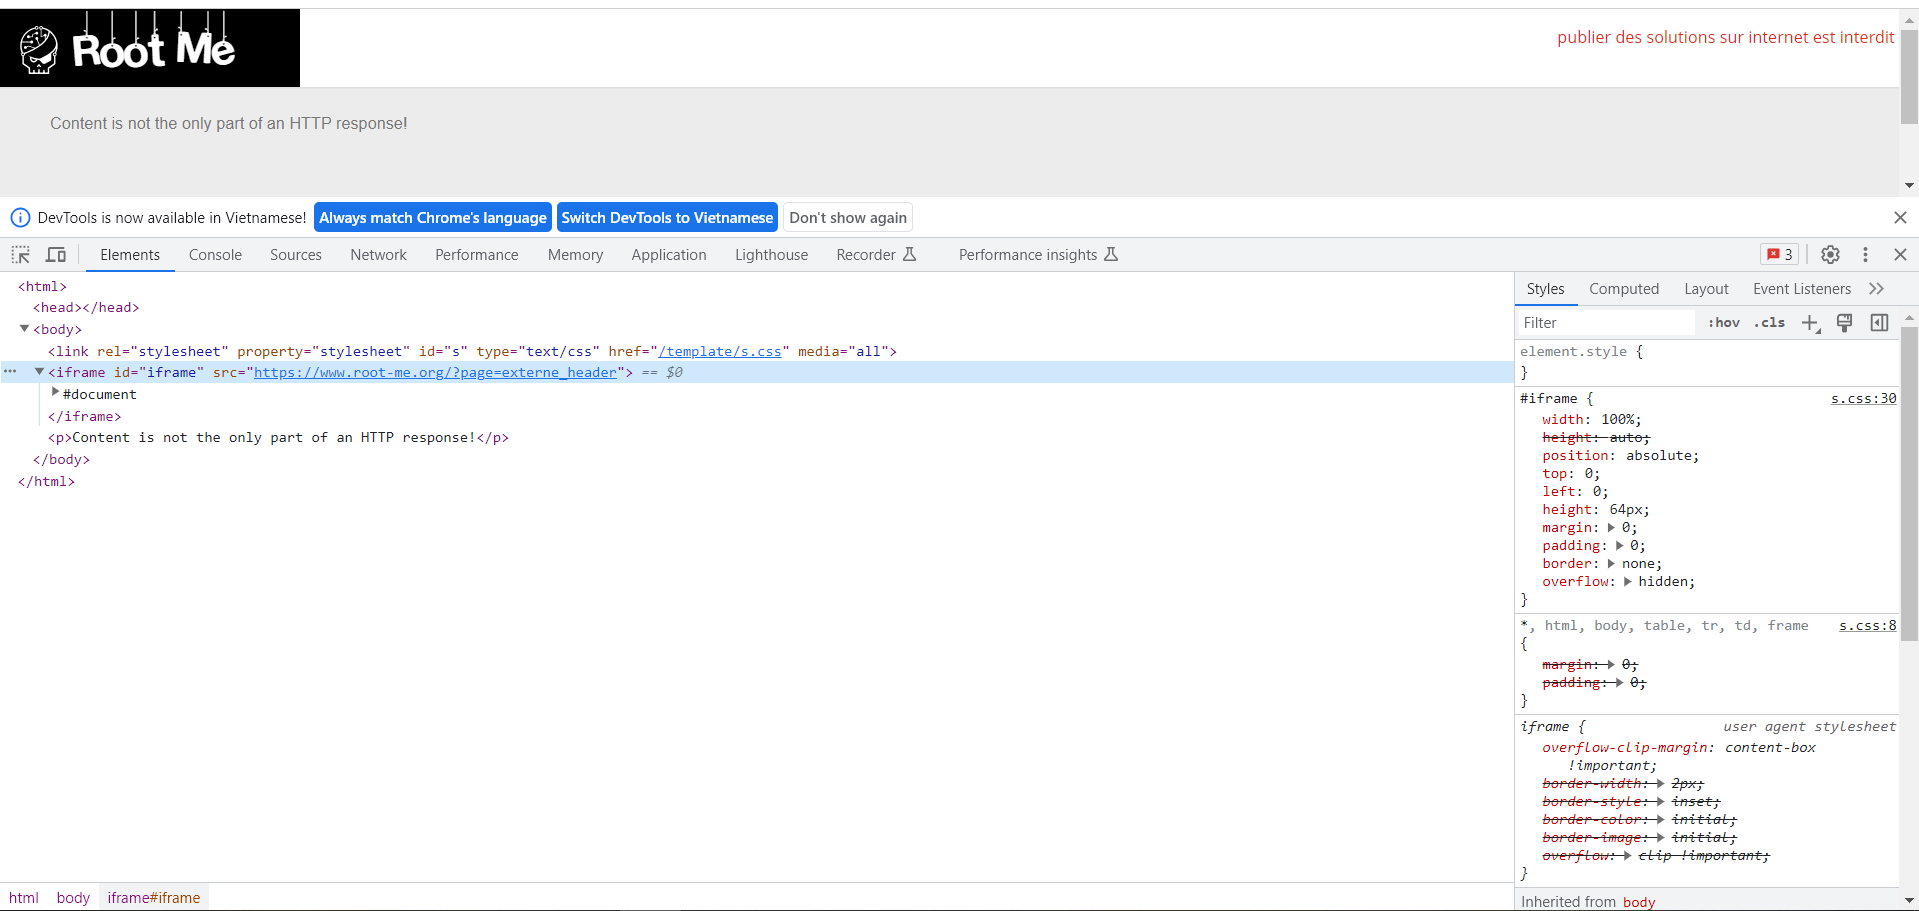 Root Me
publier des solutions sur internet est interdit
Content is not the only part of an HTTP response!
DevTools is now available in Vietnamese! Always match Chrome's language Switch DevTools to Vietnamese Don't show again
Elements Console Sources Network Performance Memory Application Lighthouse Recorder Performance insights 3
<html>
<head></head>
<body>
<link rel="stylesheet" property="stylesheet" id="s" type="text/css" href="/template/s.css" media="all">
<iframe id="iframe" src="https://www.root-me.org/?page=externe_header"> == $0
#document
</iframe>
<p>Content is not the only part of an HTTP response!</p>
</body>
</html>
html body iframe#iframe
Styles Computed Layout Event Listeners
Filter :hov .cls
element.style {
}
#iframe { s.css:30
width: 100%;
height: auto;
position: absolute;
top: 0;
left: 0;
height: 64px;
margin: 0;
padding: 0;
border: none;
overflow: hidden;
}
*, html, body, table, tr, td, frame s.css:8
{
margin: 0;
padding: 0;
}
iframe { user agent stylesheet
overflow-clip-margin: content-box
!important;
border-width: 2px;
border-style: inset;
border-color: initial;
border-image: initial;
overflow: clip !important;
}
Inherited from body